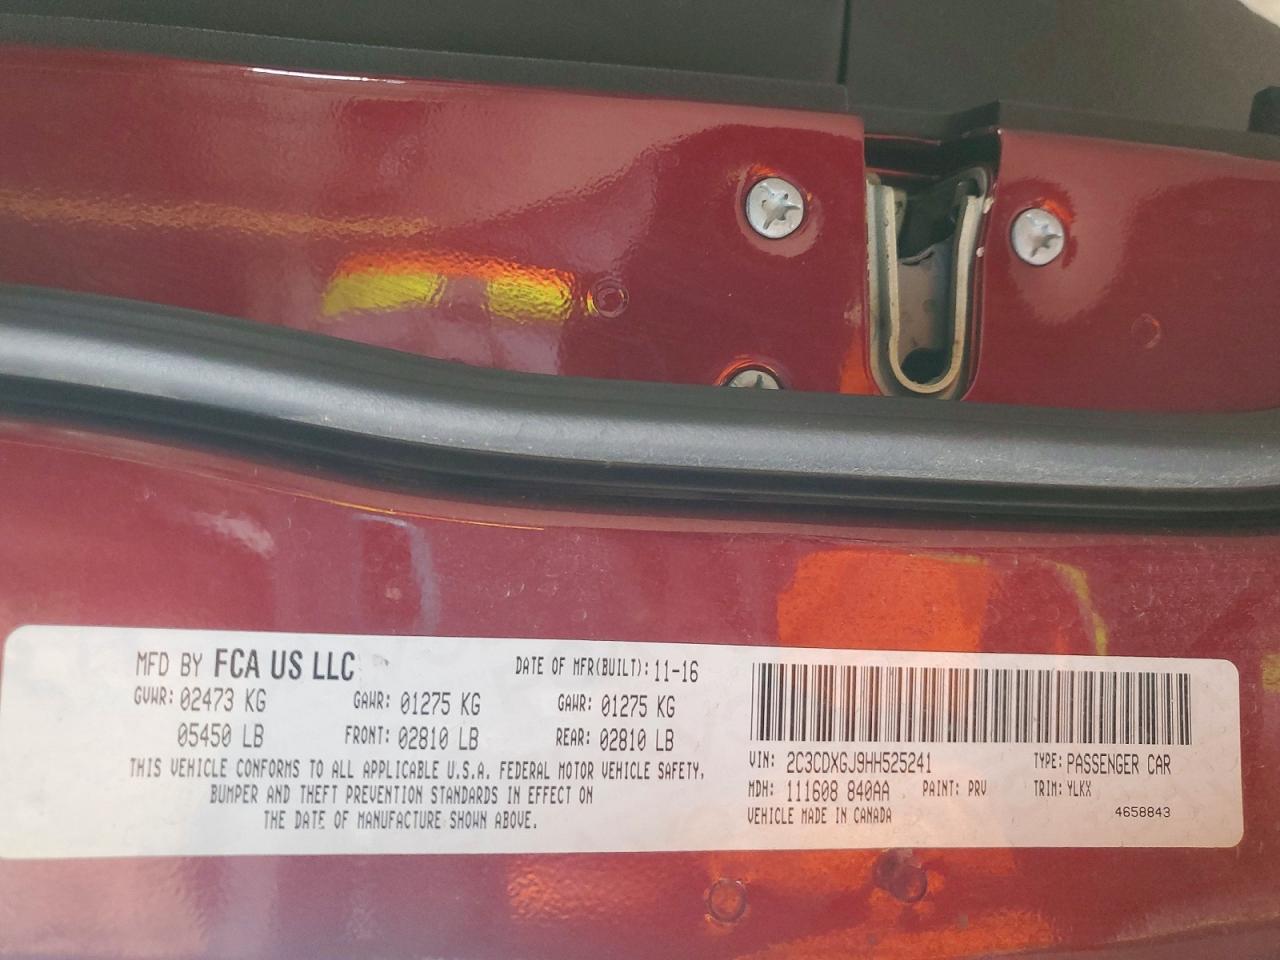 MFD BY FCA US LLC DATE OF MFR(BUILT): 11-16
GVWR: 02473 KG GAWR: 01275 KG GAWR: 01275 KG
05450 LB FRONT: 02810 LB REAR: 02810 LB
THIS VEHICLE CONFORMS TO ALL APPLICABLE U.S.A. FEDERAL MOTOR VEHICLE SAFETY,
BUMPER AND THEFT PREVENTION STANDARDS IN EFFECT ON
THE DATE OF MANUFACTURE SHOWN ABOVE.
VIN: 2C3CDXGJ9HH525241 TYPE: PASSENGER CAR
MDH: 111608 840AA PAINT: PRV TRIM: YLKX
VEHICLE MADE IN CANADA 4658843